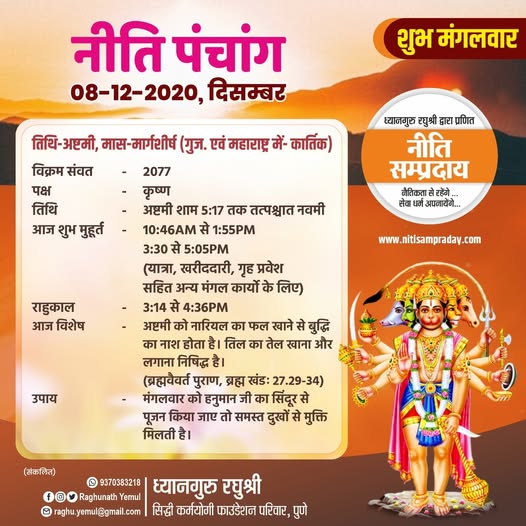 नीति पंचांग
08-12-2020, दिसम्बर
शुभ मंगलवार
ध्यानगुरु रघुश्री द्वारा प्रणित
नीति
सम्प्रदाय
नैतिकता से रहेंगे ...
सेवा धर्म अपनायेंगे...
www.nitisampraday.com
तिथि-अष्टमी, मास-मार्गशीर्ष (गुज. एवं महाराष्ट्र में- कार्तिक)
विक्रम संवत - 2077
पक्ष - कृष्ण
तिथि - अष्टमी शाम 5:17 तक तत्पश्चात नवमी
आज शुभ मुहूर्त - 10:46AM से 1:55PM
3:30 से 5:05PM
(यात्रा, खरीददारी, गृह प्रवेश
सहित अन्य मंगल कार्यो के लिए)
राहुकाल - 3:14 से 4:36PM
आज विशेष - अष्टमी को नारियल का फल खाने से बुद्धि
का नाश होता है। तिल का तेल खाना और
लगाना निषिद्ध है।
(ब्रह्मवैवर्त पुराण, ब्रह्म खंडः 27.29-34)
उपाय - मंगलवार को हनुमान जी का सिंदूर से
पूजन किया जाए तो समस्त दुखों से मुक्ति
मिलती है।
(संकलित)
9370383218
Raghunath Yemul
raghu.yemul@gmail.com
ध्यानगुरु रघुश्री
सिद्धी कर्मयोगी फाउंडेशन परिवार, पुणे